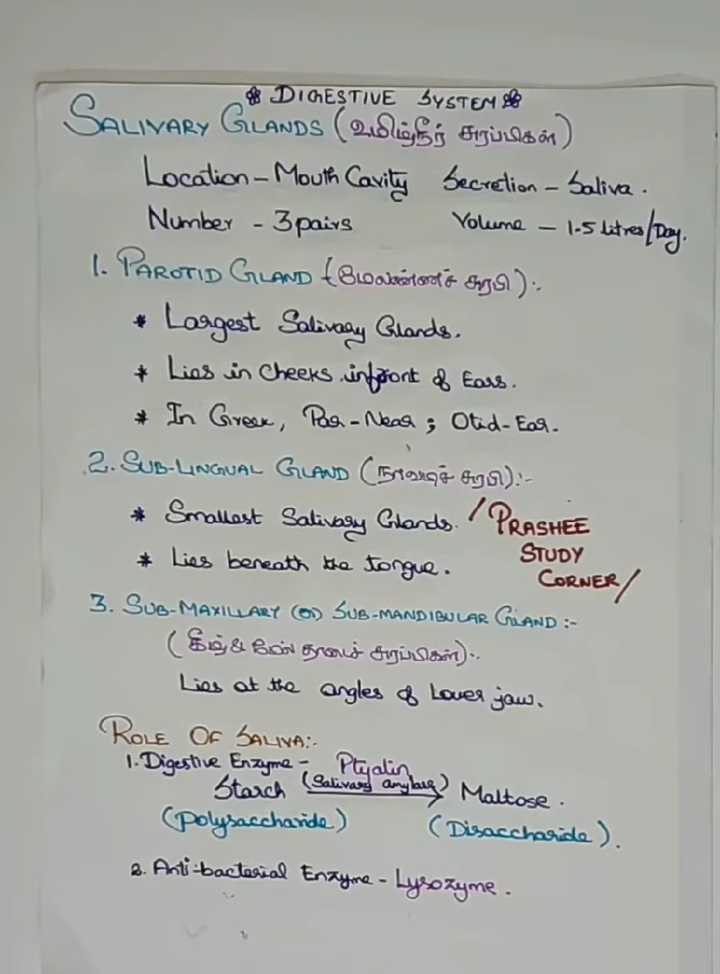 ❀ DIGESTIVE SYSTEM ❀
SALIVARY GLANDS (உமிழ்நீர் சுரப்பிகள்)
Location – Mouth Cavity Secretion – Saliva.
Number – 3 pairs Volume – 1.5 litres/Day.
1. PAROTID GLAND (மேலண்ணச் சுரபி):-
* Largest Salivary Glands.
* Lies in cheeks infront of Ears.
* In Greek, Par-Near ; Otid-Ear.
2. SUB-LINGUAL GLAND (நாவடிச் சுரபி):-
* Smallest Salivary Glands.
* Lies beneath the tongue.
/PRASHEE
STUDY
CORNER/
3. SUB-MAXILLARY (or) SUB-MANDIBULAR GLAND:-
(கீழ் & மேல் தாடைச் சுரப்பிகள்):-
Lies at the angles of Lower jaw.
ROLE OF SALIVA:-
1. Digestive Enzyme – Ptyalin
Starch (Salivary amylase) → Maltose.
(Polysaccharide) (Disaccharide).
2. Anti-bacterial Enzyme – Lysozyme.